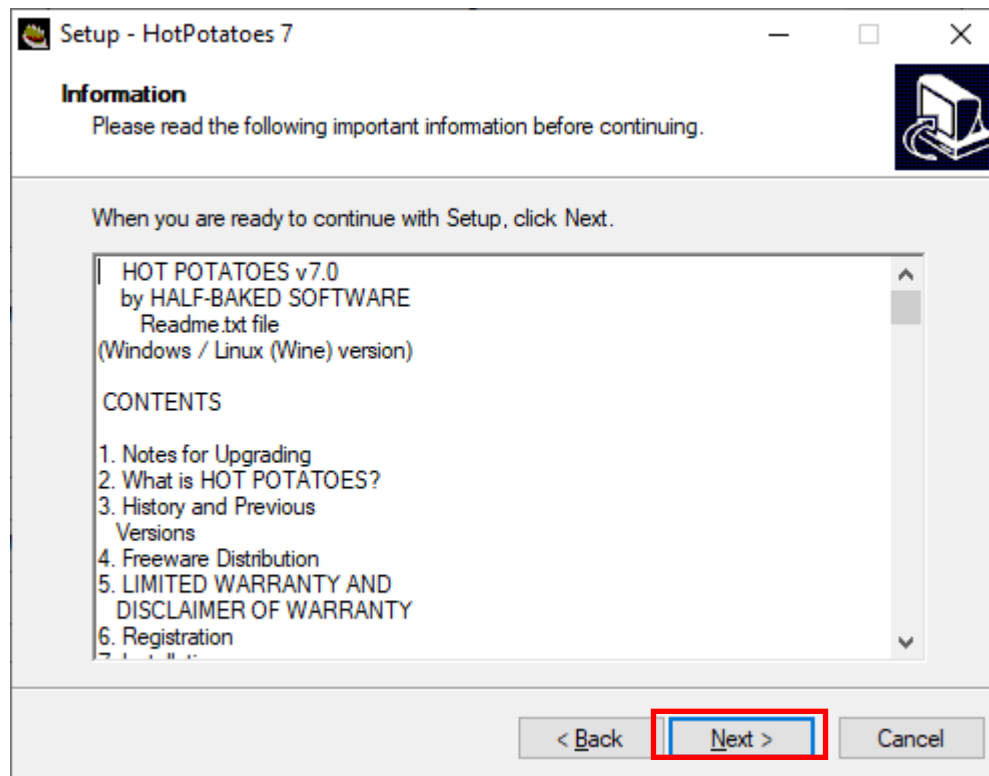 Setup - HotPotatoes 7
Information
Please read the following important information before continuing.
When you are ready to continue with Setup, click Next.
HOT POTATOES v7.0
by HALF-BAKED SOFTWARE
Readme.txt file
(Windows / Linux (Wine) version)
CONTENTS
1. Notes for Upgrading
2. What is HOT POTATOES?
3. History and Previous
Versions
4. Freeware Distribution
5. LIMITED WARRANTY AND
DISCLAIMER OF WARRANTY
6. Registration
< Back
Next >
Cancel